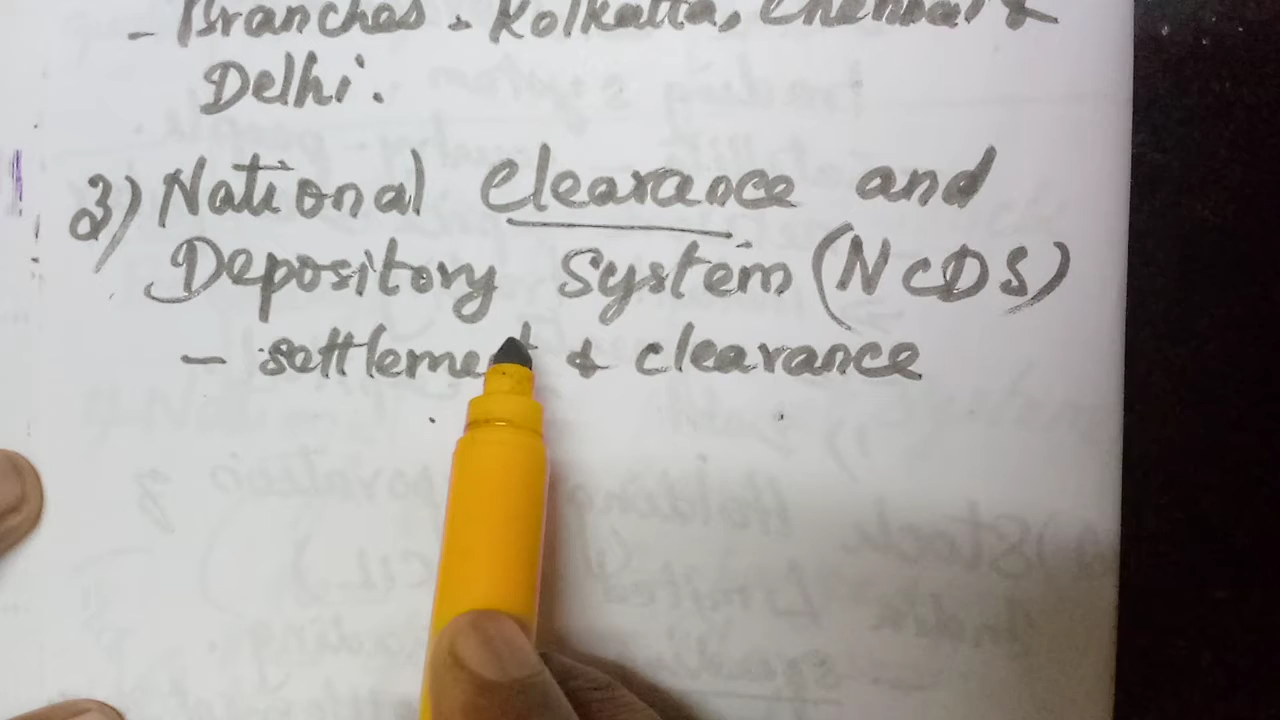 - Branches - Kolkatta, Chennai &
Delhi.
3) National Clearance and
Depository System (NCDS)
- settlement & clearance